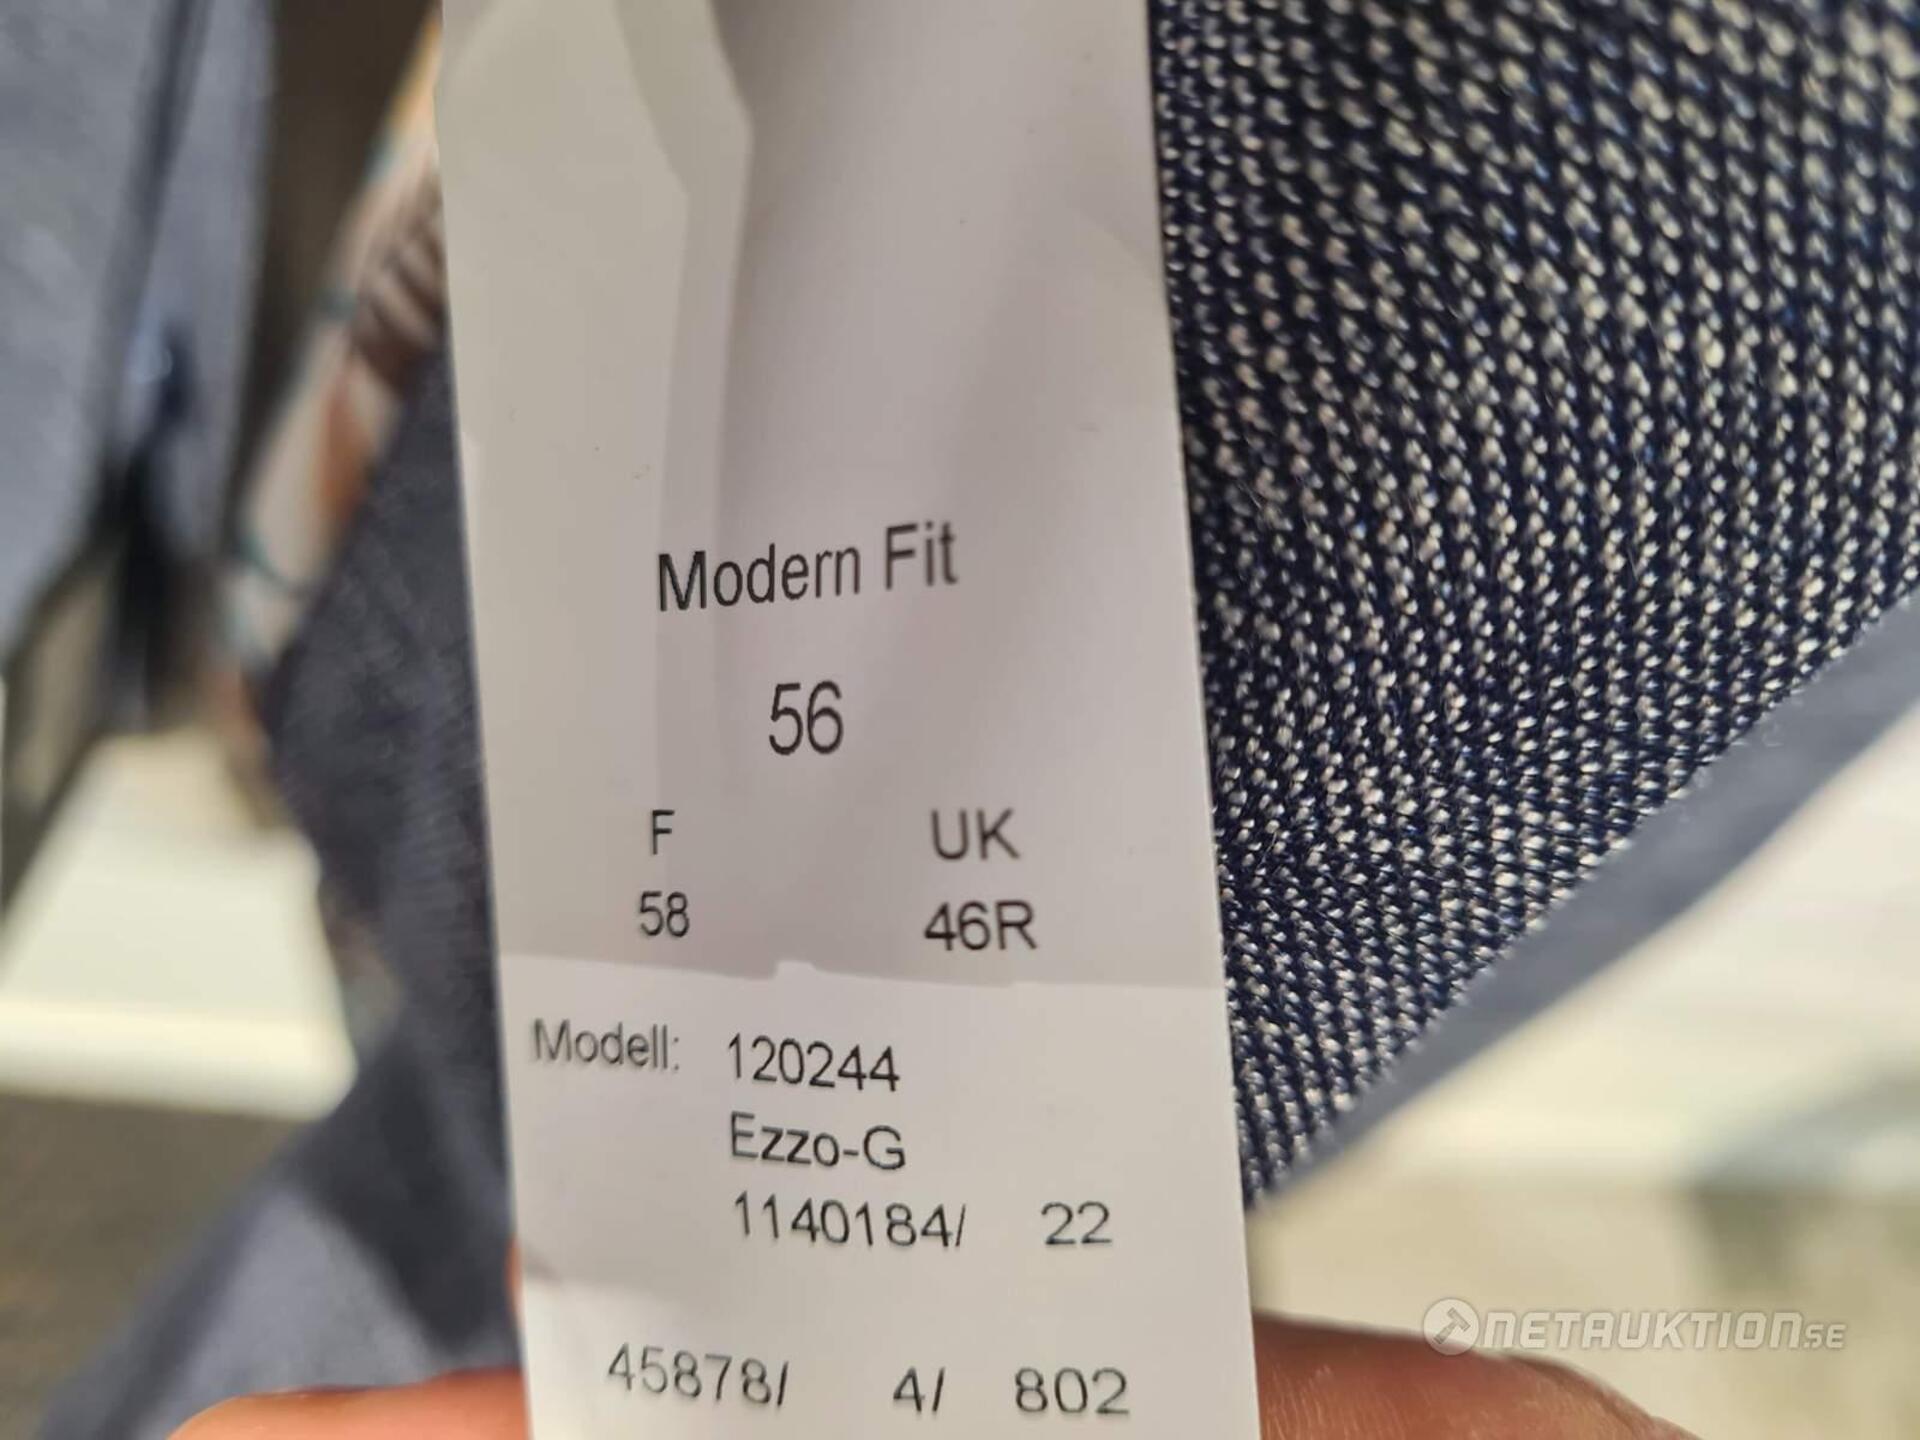 Modern Fit
56
F UK
58 46R
Modell: 120244
Ezzo-G
1140184/ 22
45878/ 4/ 802
NETAUKTION.SE